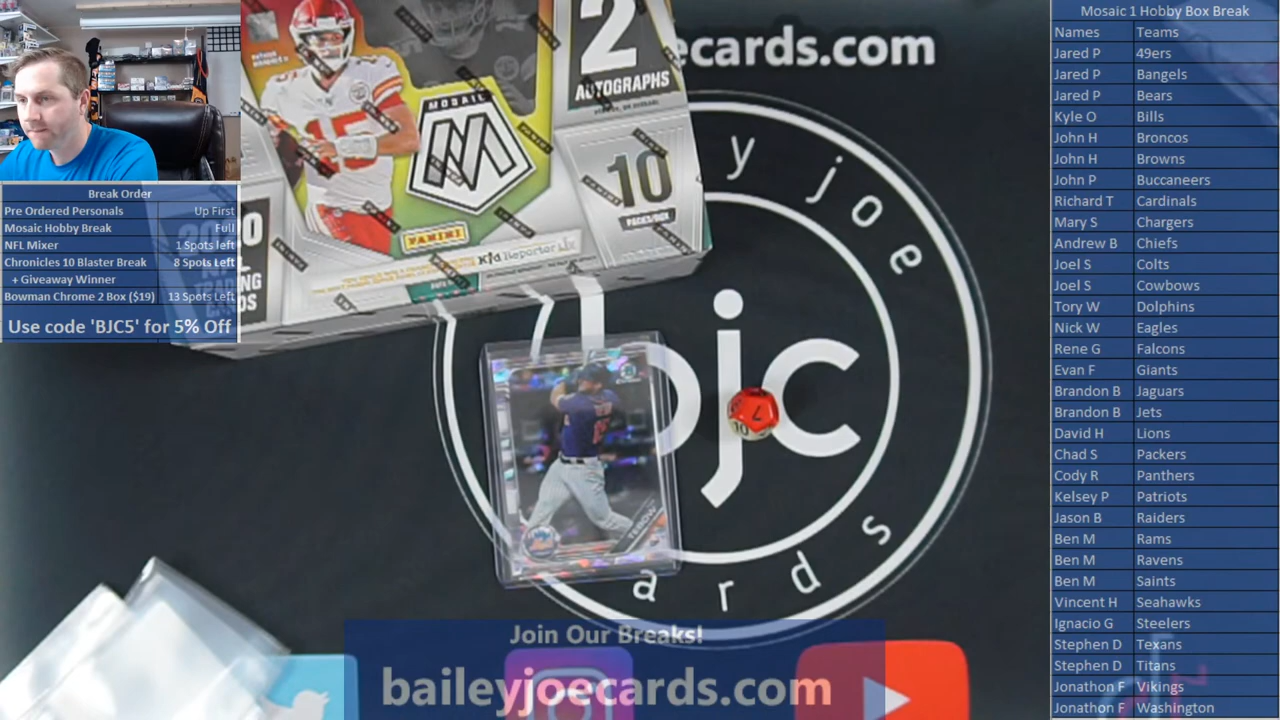 Break Order
Pre Ordered Personals Up First
Mosaic Hobby Break Full
NFL Mixer 1 Spots left
Chronicles 10 Blaster Break 8 Spots Left
+ Giveaway Winner
Bowman Chrome 2 Box ($19) 13 Spots Left
Use code 'BJC5' for 5% Off
2
AUTOGRAPHS
MOSAIC
15
10
PACKS/BOX
PANINI
ecards.com
y joe
bjc
ards
TEBOW
7
10
Join Our Breaks!
baileyjoecards.com
Mosaic 1 Hobby Box Break
Names Teams
Jared P 49ers
Jared P Bangels
Jared P Bears
Kyle O Bills
John H Broncos
John H Browns
John P Buccaneers
Richard T Cardinals
Mary S Chargers
Andrew B Chiefs
Joel S Colts
Joel S Cowboys
Tory W Dolphins
Nick W Eagles
Rene G Falcons
Evan F Giants
Brandon B Jaguars
Brandon B Jets
David H Lions
Chad S Packers
Cody R Panthers
Kelsey P Patriots
Jason B Raiders
Ben M Rams
Ben M Ravens
Ben M Saints
Vincent H Seahawks
Ignacio G Steelers
Stephen D Texans
Stephen D Titans
Jonathon F Vikings
Jonathon F Washington